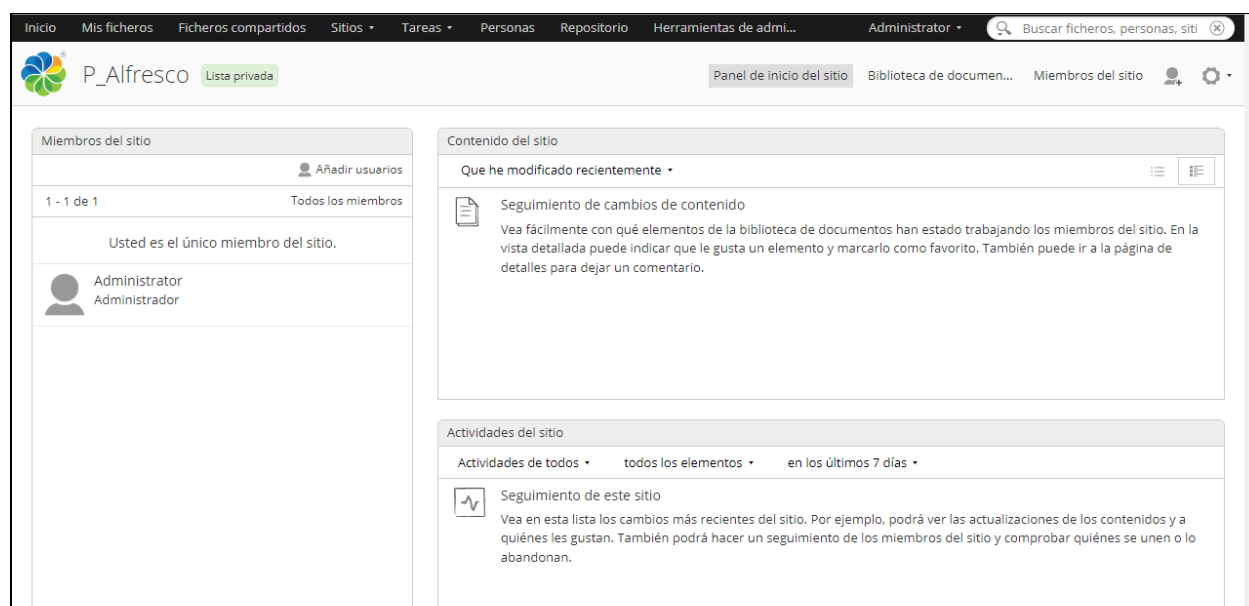 Inicio Mis ficheros Ficheros compartidos Sitios Tareas Personas Repositorio Herramientas de admi... Administrator Buscar ficheros, personas, siti
P_Alfresco Lista privada Panel de inicio del sitio Biblioteca de documen... Miembros del sitio
Miembros del sitio
Añadir usuarios
1 - 1 de 1 Todos los miembros
Usted es el único miembro del sitio.
Administrator
Administrador
Contenido del sitio
Que he modificado recientemente
Seguimiento de cambios de contenido
Vea fácilmente con qué elementos de la biblioteca de documentos han estado trabajando los miembros del sitio. En la
vista detallada puede indicar que le gusta un elemento y marcarlo como favorito. También puede ir a la página de
detalles para dejar un comentario.
Actividades del sitio
Actividades de todos todos los elementos en los últimos 7 días
Seguimiento de este sitio
Vea en esta lista los cambios más recientes del sitio. Por ejemplo, podrá ver las actualizaciones de los contenidos y a
quiénes les gustan. También podrá hacer un seguimiento de los miembros del sitio y comprobar quiénes se unen o lo
abandonan.